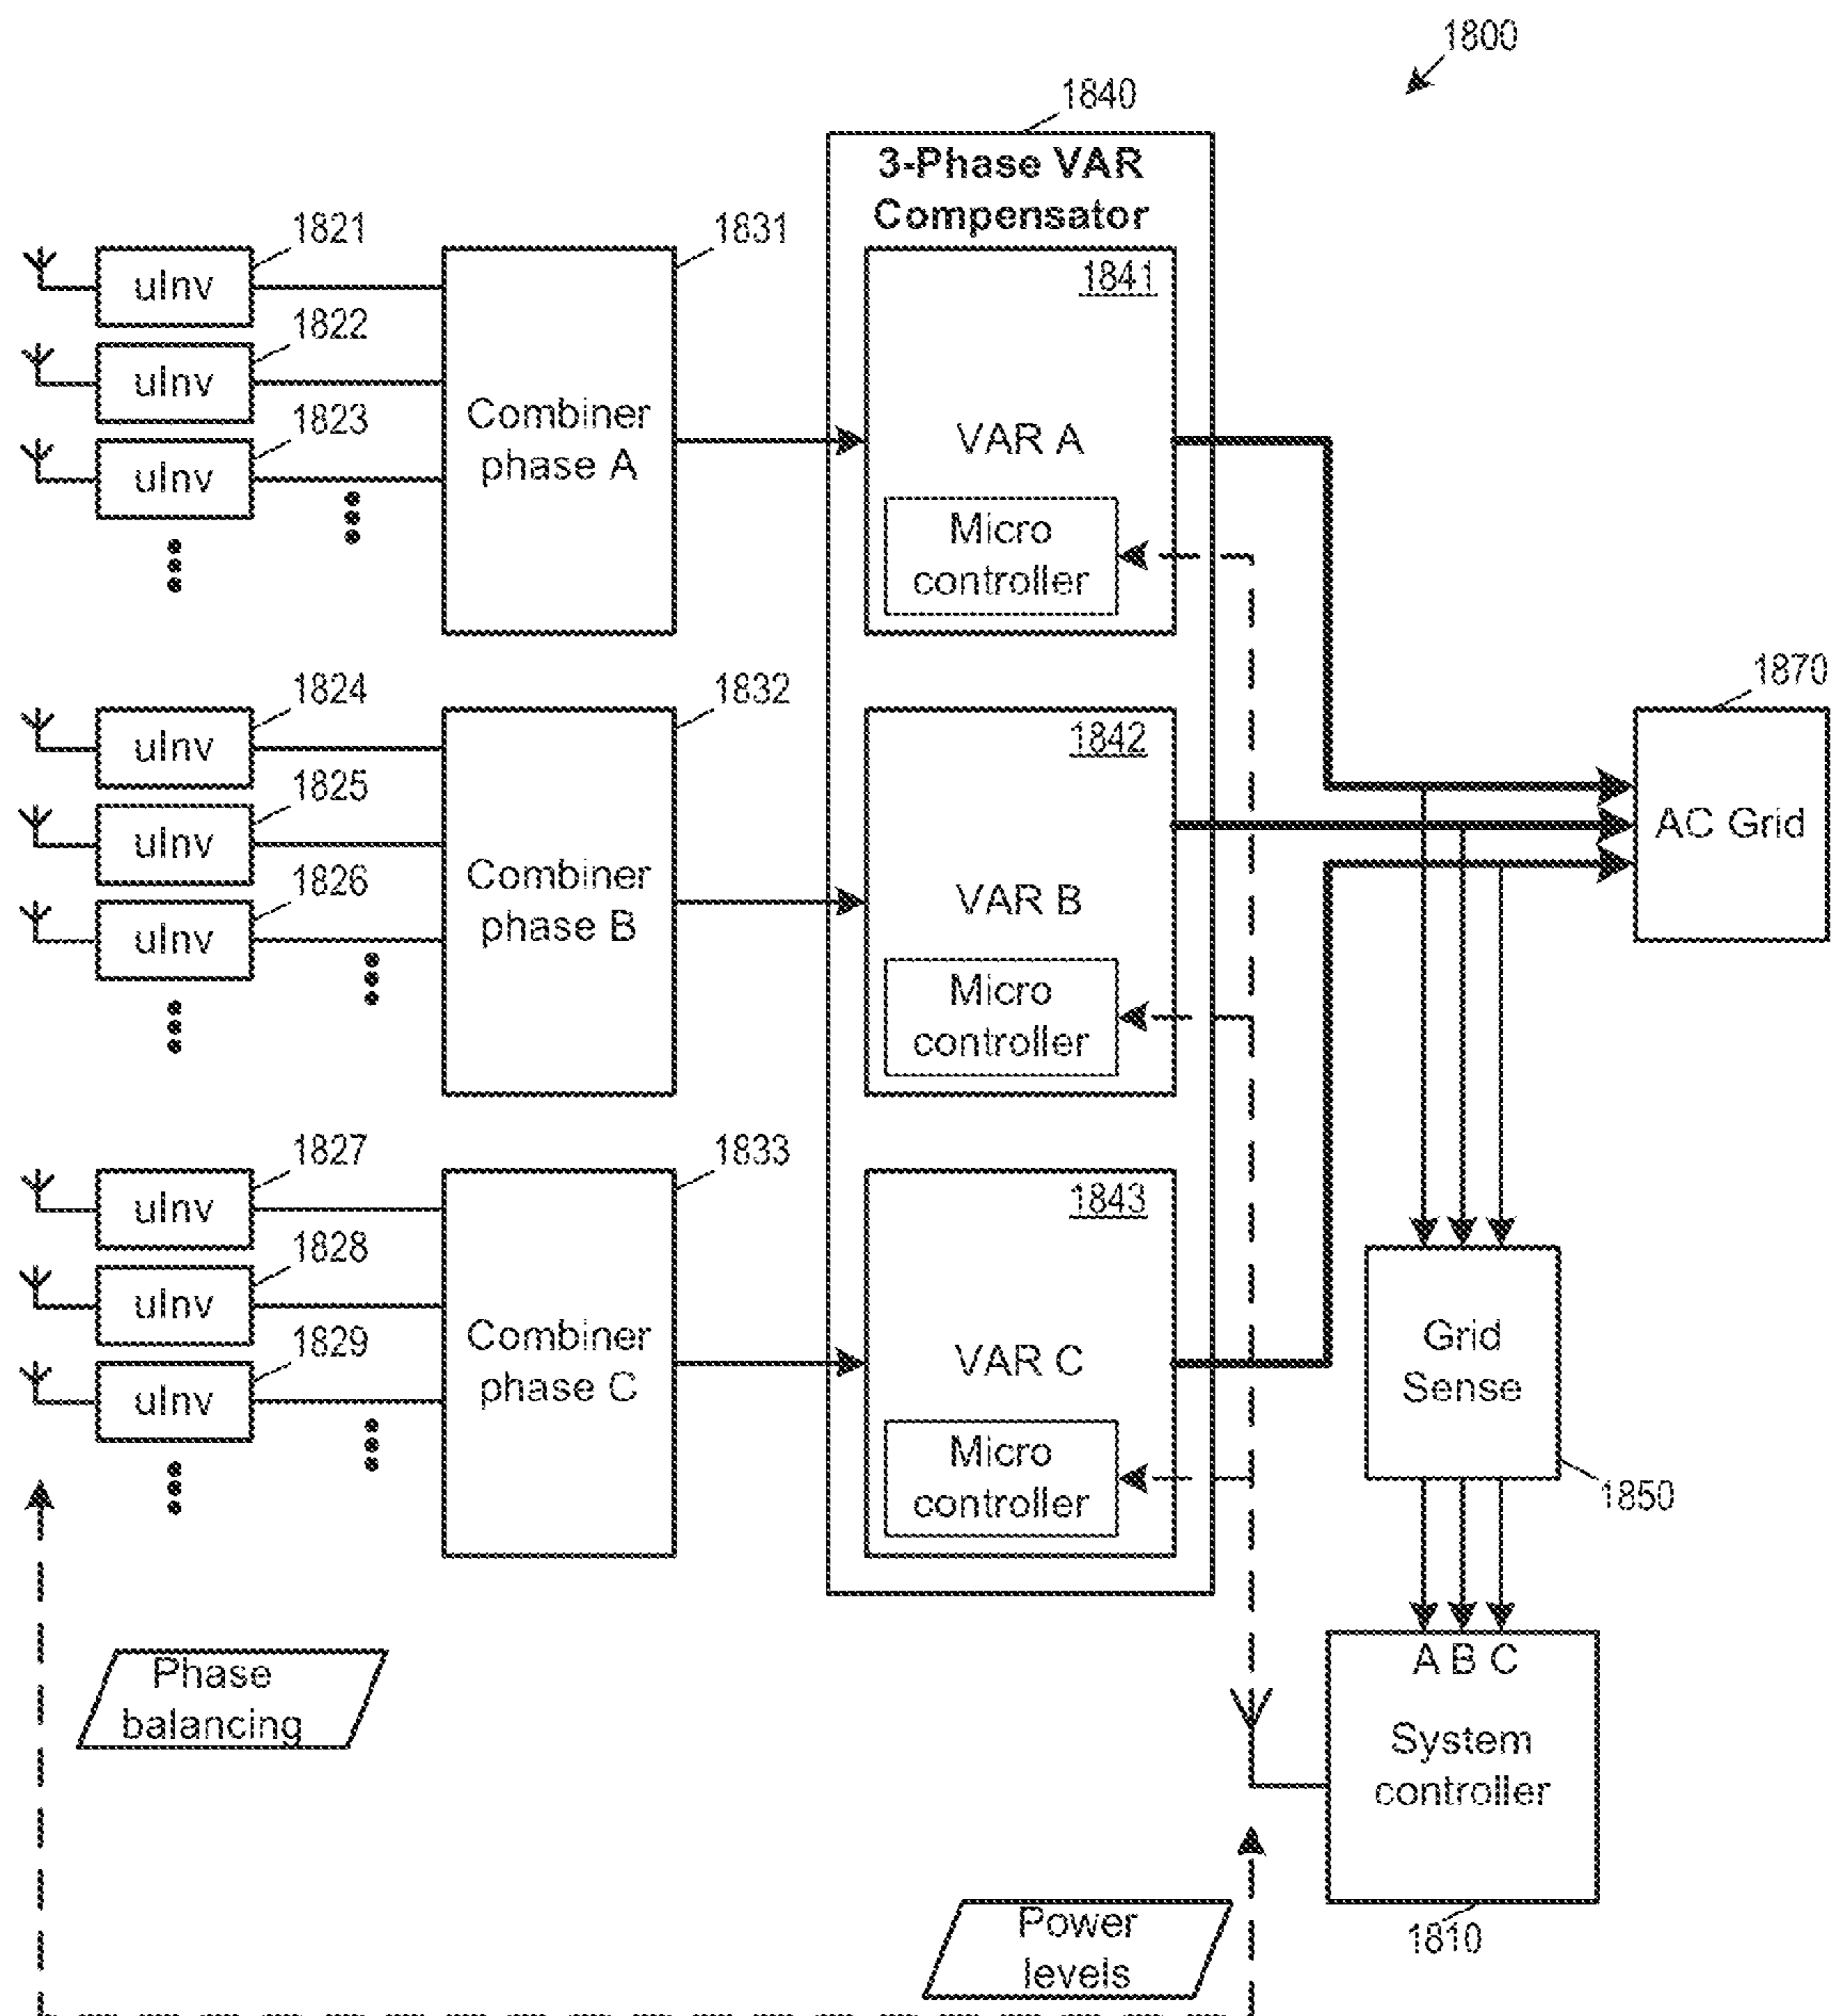 1800
1840
3-Phase VAR
Compensator
1821
uInv
1822
uInv
1823
uInv
1831
Combiner
phase A
1841
VAR A
Micro
controller
1824
uInv
1825
uInv
1826
uInv
1832
Combiner
phase B
1842
VAR B
Micro
controller
1870
AC Grid
1827
uInv
1828
uInv
1829
uInv
1833
Combiner
phase C
1843
VAR C
Micro
controller
Grid
Sense
1850
A B C
System
controller
1810
Phase
balancing
Power
levels